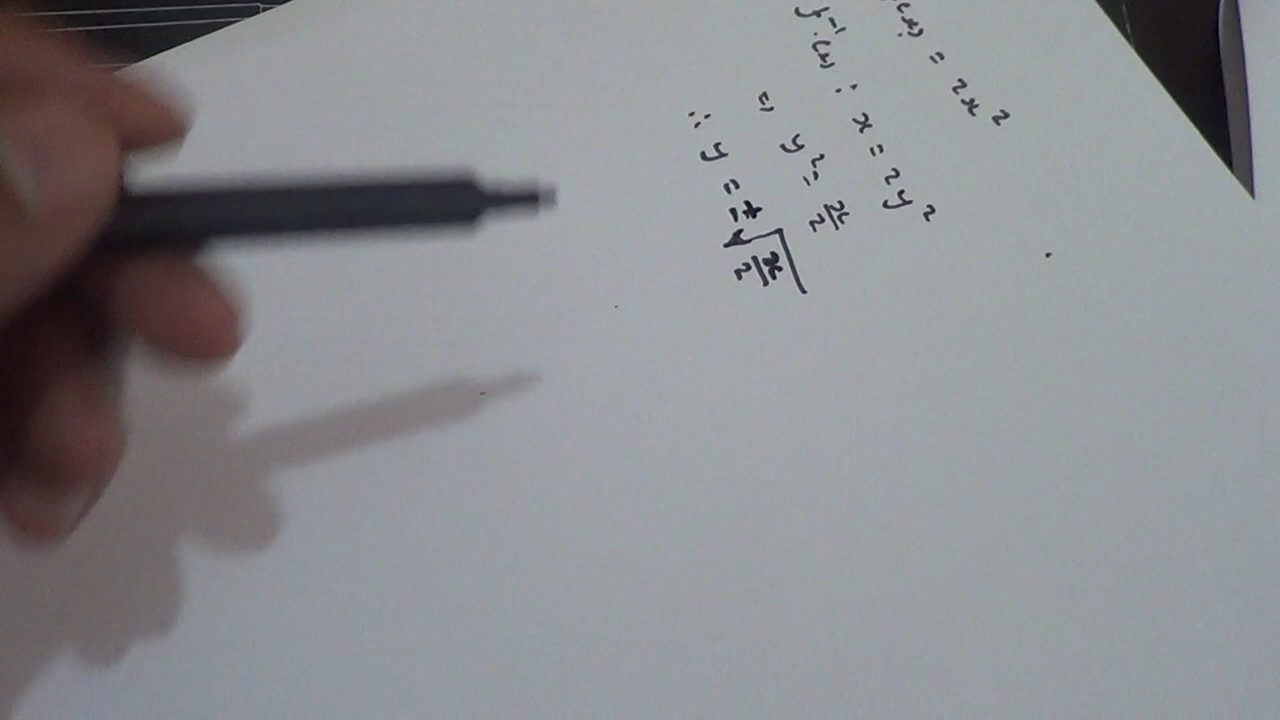 (x) = 2x²
f⁻¹(x) : x = 2y²
⇒ y² = x/2
∴ y = ±√(x/2)